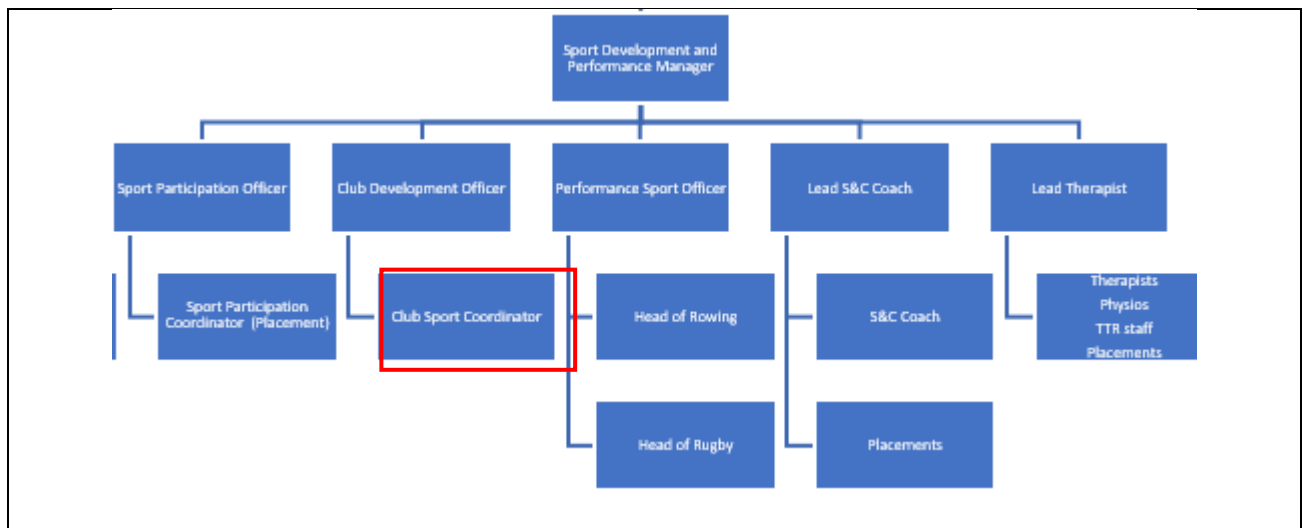 Sport Development and
Performance Manager
Sport Participation Officer
Club Development Officer
Performance Sport Officer
Lead S&C Coach
Lead Therapist
Sport Participation
Coordinator (Placement)
Club Sport Coordinator
Head of Rowing
S&C Coach
Therapists
Physios
TTR staff
Placements
Head of Rugby
Placements